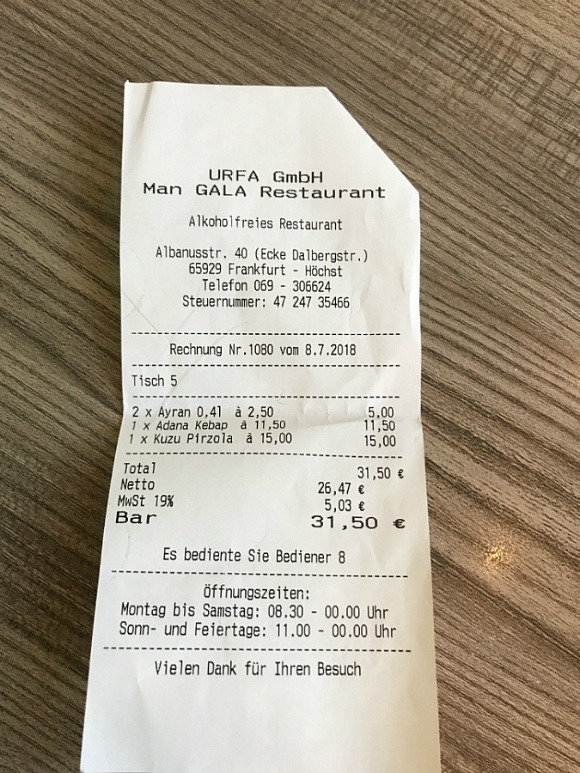 URFA GmbH
Man GALA Restaurant
Alkoholfreies Restaurant
Albanusstr. 40 (Ecke Dalbergstr.)
65929 Frankfurt - Höchst
Telefon 069 - 306624
Steuernummer: 47 247 35466
Rechnung Nr.1080 vom 8.7.2018
Tisch 5
2 x Ayran 0,4l à 2,50 5,00
1 x Adana Kebap à 11,50 11,50
1 x Kuzu Pirzola à 15,00 15,00
Total 31,50 €
Netto 26,47 €
MwSt 19% 5,03 €
Bar 31,50 €
Es bediente Sie Bediener 8
Öffnungszeiten:
Montag bis Samstag: 08.30 - 00.00 Uhr
Sonn- und Feiertage: 11.00 - 00.00 Uhr
Vielen Dank für Ihren Besuch